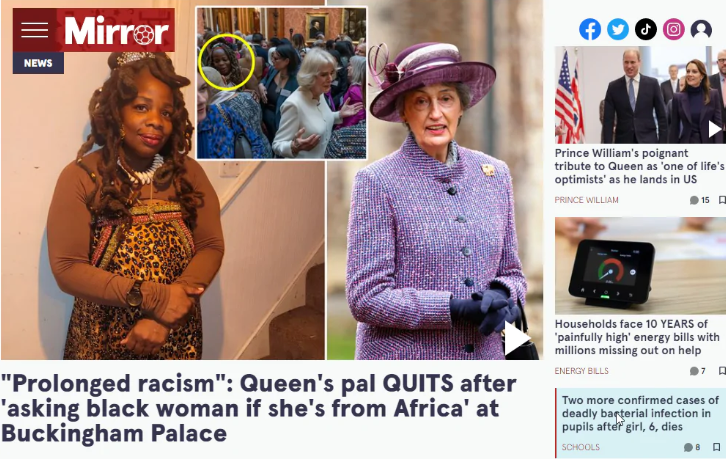 Mirror
NEWS
"Prolonged racism": Queen's pal QUITS after
'asking black woman if she's from Africa' at
Buckingham Palace
Prince William's poignant
tribute to Queen as 'one of life's
optimists' as he lands in US
PRINCE WILLIAM
15
Households face 10 YEARS of
'painfully high' energy bills with
millions missing out on help
ENERGY BILLS
7
Two more confirmed cases of
deadly bacterial infection in
pupils after girl, 6, dies
SCHOOLS
8